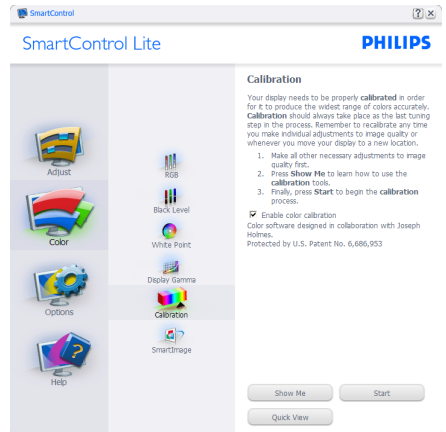 SmartControl
SmartControl Lite
PHILIPS
Adjust
Color
Options
Help
RGB
Black Level
White Point
Display Gamma
Calibration
SmartImage
Calibration
Your display needs to be properly calibrated in order
for it to produce the widest range of colors accurately.
Calibration should always take place as the last tuning
step in the process. Remember to recalibrate any time
you make individual adjustments to image quality or
whenever you move your display to a new location.
1. Make all other necessary adjustments to image
quality first.
2. Press Show Me to learn how to use the
calibration tools.
3. Finally, press Start to begin the calibration
process.
Enable color calibration
Color software designed in collaboration with Joseph
Holmes.
Protected by U.S. Patent No. 6,686,953
Show Me
Start
Quick View